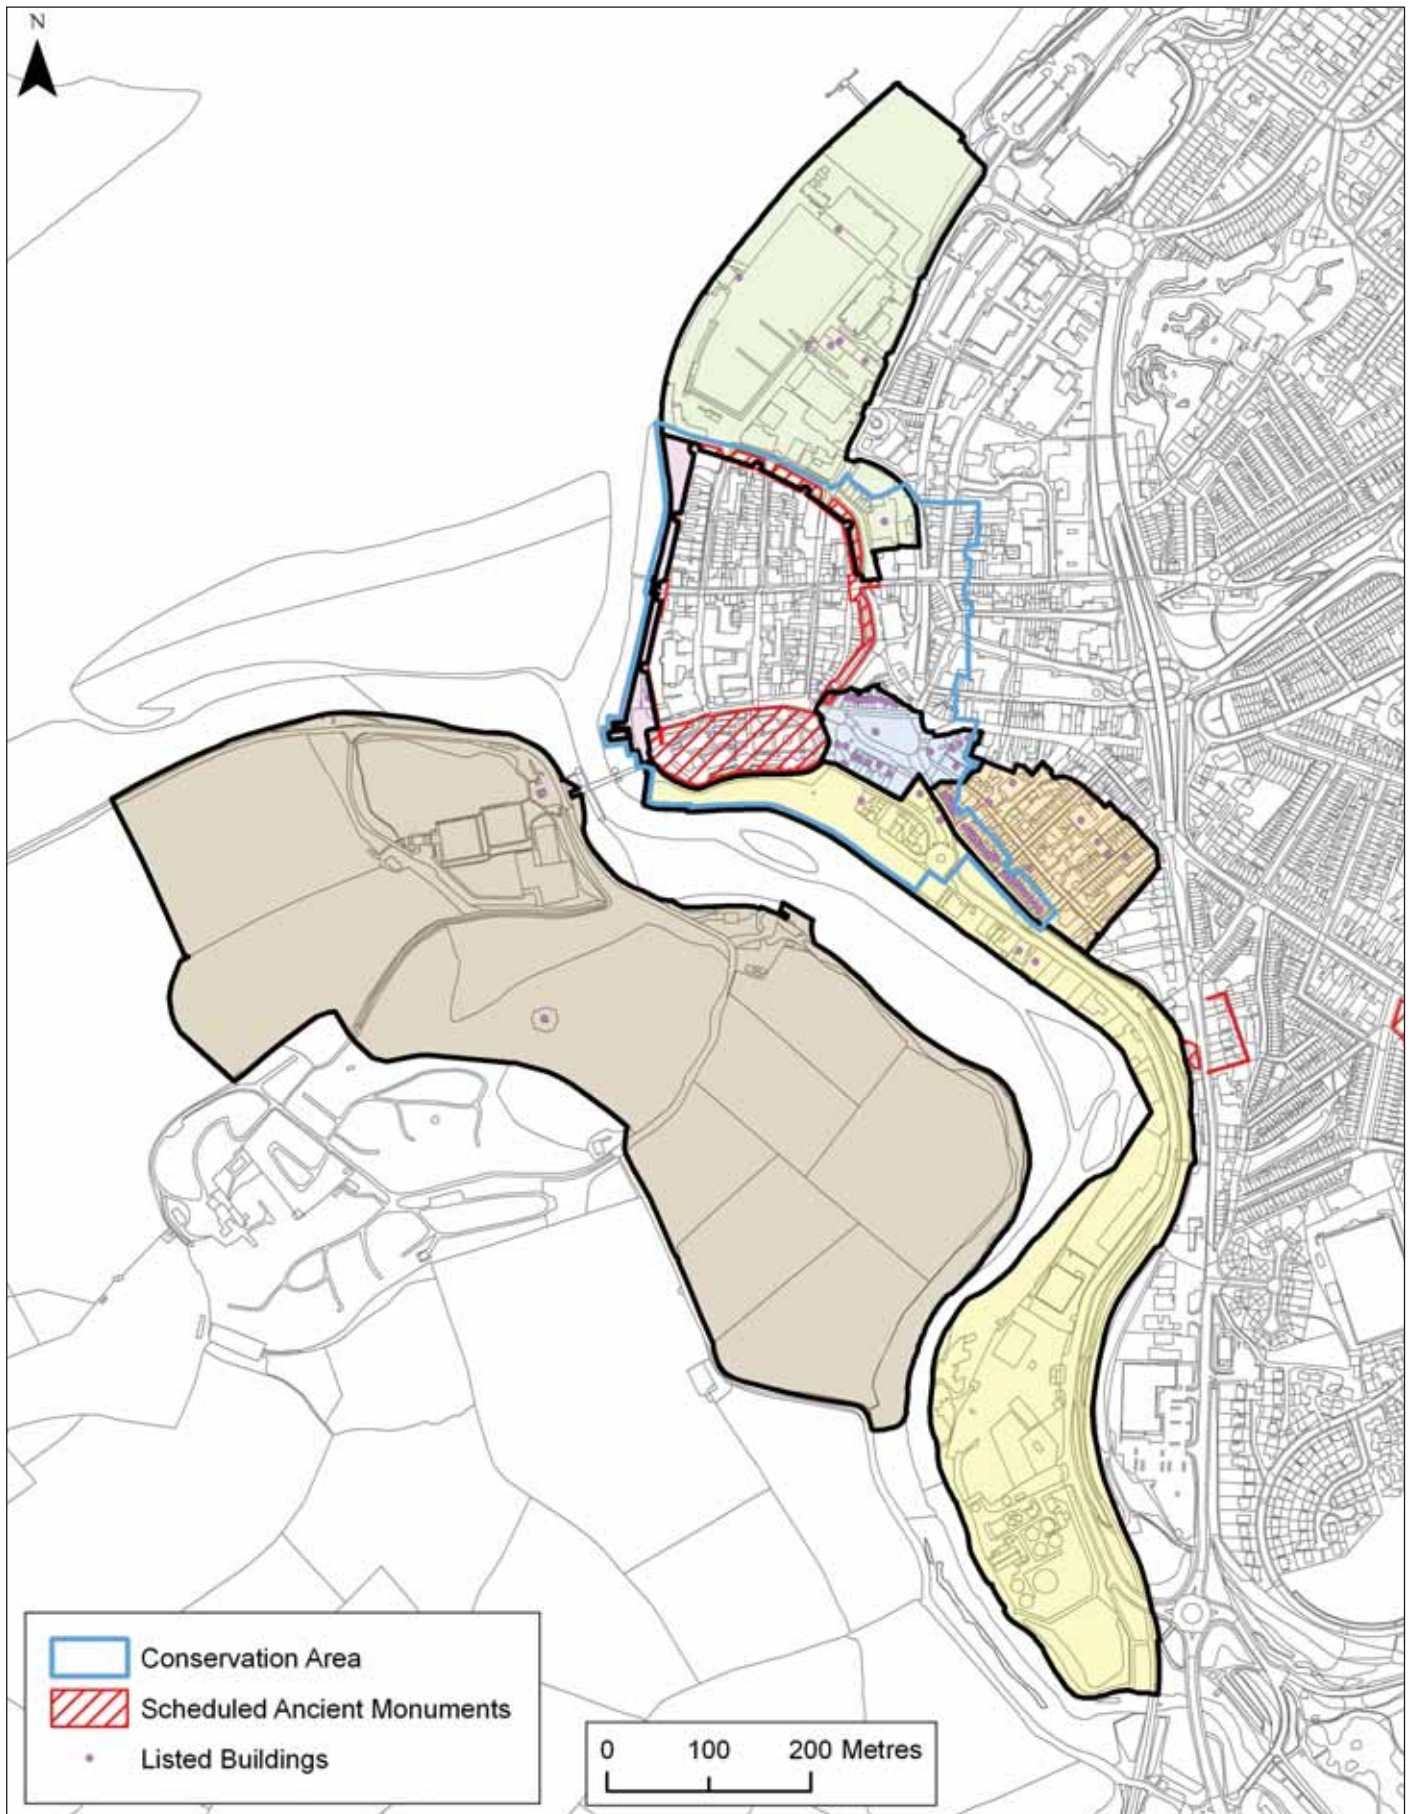 N
Conservation Area
Scheduled Ancient Monuments
Listed Buildings
0 100 200 Metres